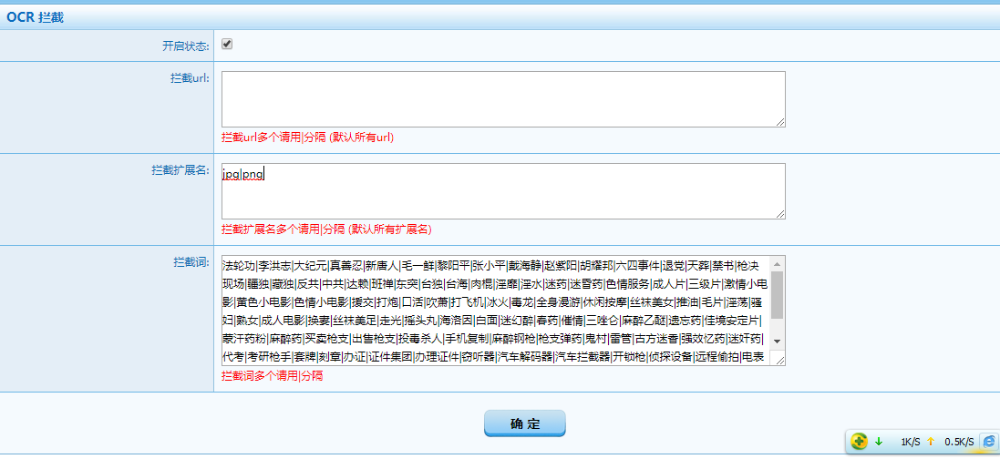 OCR 拦截
开启状态:
拦截url:
拦截url多个请用|分隔 (默认所有url)
拦截扩展名:
jpg|png
拦截扩展名多个请用|分隔 (默认所有扩展名)
拦截词:
法轮功|李洪志|大纪元|真善忍|新唐人|毛一鲜|黎阳平|张小平|戴海静|赵紫阳|胡耀邦|六四事件|退党|天葬|禁书|枪决
现场|疆独|藏独|反共|中共|达赖|班禅|东突|台独|台海|肉棍|淫靡|淫水|迷药|迷昏药|色情服务|成人片|三级片|激情小电
影|黄色小电影|色情小电影|援交|打炮|口活|吹萧|打飞机|冰火|毒龙|全身漫游|休闲按摩|丝袜美女|推油|毛片|淫荡|骚
妇|熟女|成人电影|换妻|丝袜美足|走光|摇头丸|海洛因|白面|迷幻醉|春药|催情|三唑仑|麻醉乙醚|遗忘药|佳境安定片|
蒙汗药粉|麻醉药|买卖枪支|出售枪支|投毒杀人|手机复制|麻醉钢枪|枪支弹药|鬼村|雷管|古方迷香|强效忆药|迷奸药|
代考|考研枪手|套牌|刻章|办证|证件集团|办理证件|窃听器|汽车解码器|汽车拦截器|开锁枪|侦探设备|远程偷拍|电表
拦截词多个请用|分隔
确 定
1K/S 0.5K/S